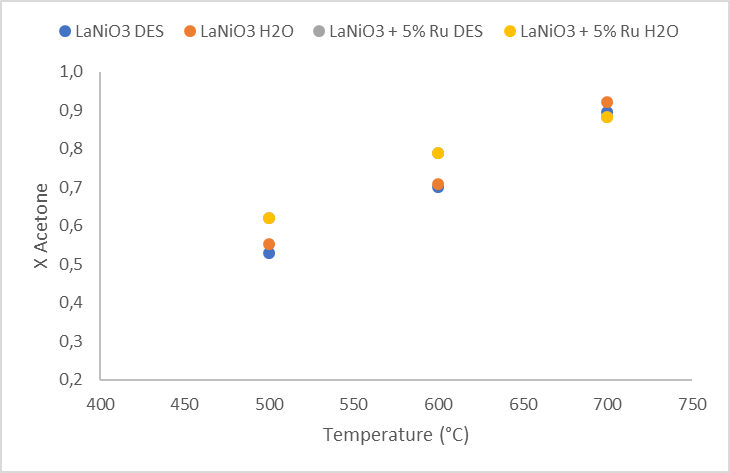 LaNiO3 DES LaNiO3 H2O LaNiO3 + 5% Ru DES LaNiO3 + 5% Ru H2O
1,0
0,9
0,8
0,7
0,6
0,5
0,4
0,3
0,2
X Acetone
400 450 500 550 600 650 700 750
Temperature (°C)